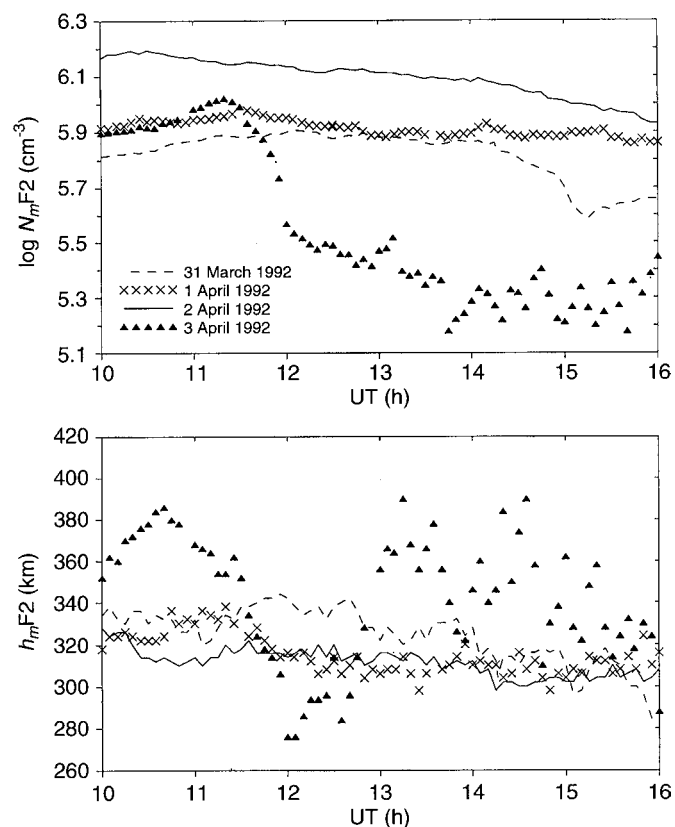 6.3
6.1
5.9
5.7
5.5
5.3
5.1
log NmF2 (cm-3)
31 March 1992
1 April 1992
2 April 1992
3 April 1992
10 11 12 13 14 15 16
UT (h)
420
400
380
360
340
320
300
280
260
hmF2 (km)
10 11 12 13 14 15 16
UT (h)